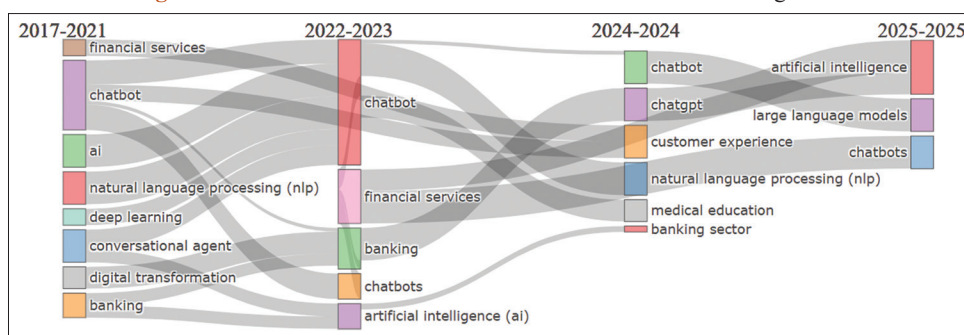 2017-2021
financial services
chatbot
ai
natural language processing (nlp)
deep learning
conversational agent
digital transformation
banking
2022-2023
chatbot
financial services
banking
chatbots
artificial intelligence (ai)
2024-2024
chatbot
chatgpt
customer experience
natural language processing (nlp)
medical education
banking sector
2025-2025
artificial intelligence
large language models
chatbots